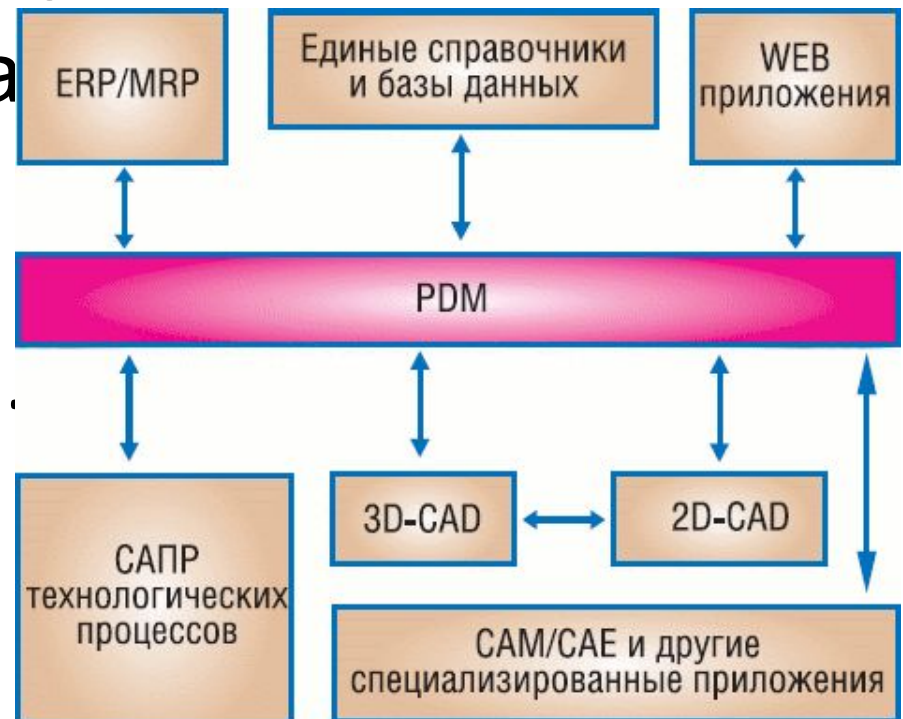 а
ERP/MRP
Единые справочники
и базы данных
WEB
приложения
PDM
САПР
технологических
процессов
3D-CAD
2D-CAD
CAM/CAE и другие
специализированные приложения